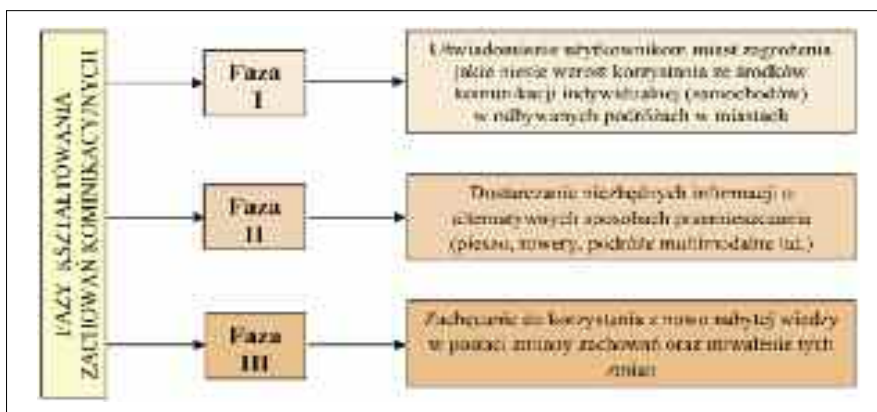 FAZY KSZTAŁTOWANIA
ZACHOWAŃ KOMINIKACYJNYCH
Faza
I
Uświadomienie użytkownikom miast zagrożenia
jakie niesie wzrost korzystania ze środków
komunikacji indywidualnej (samochodów)
w odbywanych podróżach w miastach
Faza
II
Dostarczanie niezbędnych informacji o
alternatywnych sposobach przemieszczania
(pieszo, rowery, podróże multimodalne itd.)
Faza
III
Zachęcanie do korzystania z nowo nabytej wiedzy
w postaci zmiany zachowań oraz utrwalenie tych
zmian